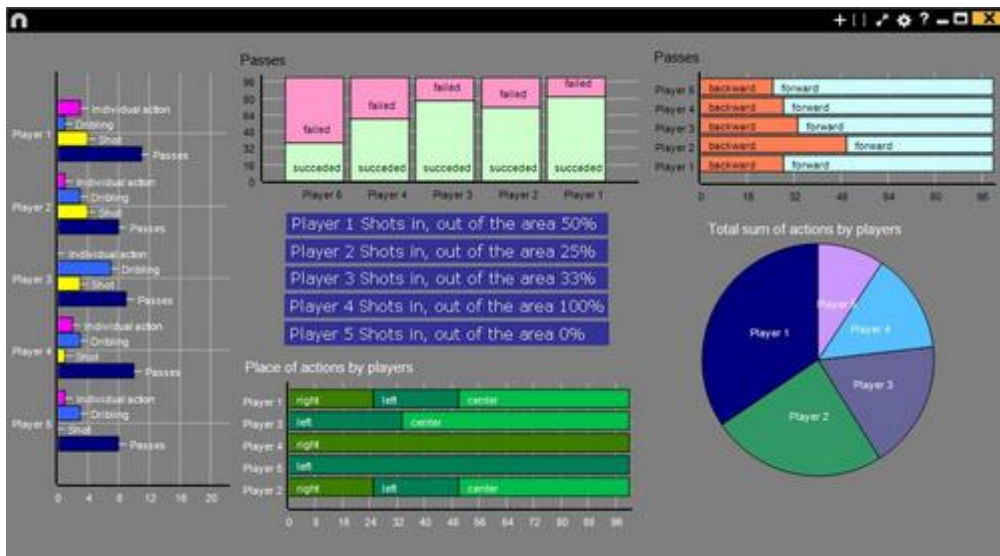 Player 1
Individual action
Dribling
Shot
Passes
Player 2
Individual action
Dribling
Shot
Passes
Player 3
Individual action
Dribling
Shot
Passes
Player 4
Individual action
Dribling
Shot
Passes
Player 5
Individual action
Dribling
Shot
Passes
0 4 8 12 16 20
Passes
96
80
64
48
32
16
0
failed failed failed failed failed
succeded succeded succeded succeded succeded
Player 5 Player 4 Player 3 Player 2 Player 1
Player 1 Shots in, out of the area 50%
Player 2 Shots in, out of the area 25%
Player 3 Shots in, out of the area 33%
Player 4 Shots in, out of the area 100%
Player 5 Shots in, out of the area 0%
Place of actions by players
Player 1 right left center
Player 3 left center
Player 4 right
Player 5 left
Player 2 right left center
0 8 16 24 32 40 48 56 64 72 80 88 96
Passes
Player 5 backward forward
Player 4 backward forward
Player 3 backward forward
Player 2 backward forward
Player 1 backward forward
0 16 32 48 64 80 96
Total sum of actions by players
Player 5
Player 4
Player 1
Player 3
Player 2